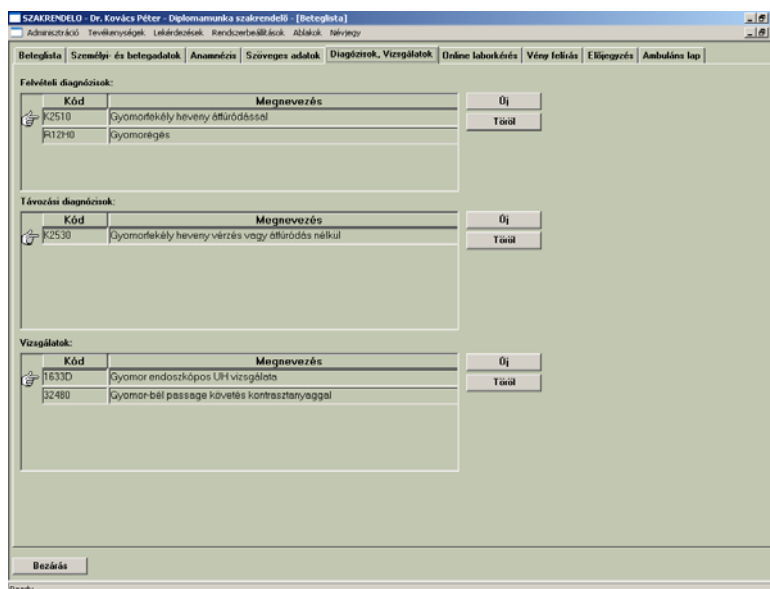 SZAKRENDELO - Dr. Kovács Péter - Diplomamunka szakrendelő - [Beteglista]
Adminisztráció Tevékenységek Lekérdezések Rendszerbeállítások Ablakok Névjegy
Beteglista Személyi- és betegadatok Anamnézis Szöveges adatok Diagózisok, Vizsgálatok Online laborkérés Vény felírás Előjegyzés Ambuláns lap
Felvételi diagnózisok:
Kód Megnevezés Új
K2510 Gyomorfekély heveny átfúródással Töröl
R12H0 Gyomorégés
Távozási diagnózisok:
Kód Megnevezés Új
K2530 Gyomorfekély heveny vérzés vagy átfúródás nélkül Töröl
Vizsgálatok:
Kód Megnevezés Új
1633D Gyomor endoszkópos UH vizsgálata Töröl
32480 Gyomor-bél passage követés kontrasztanyaggal
Bezárás
Ready